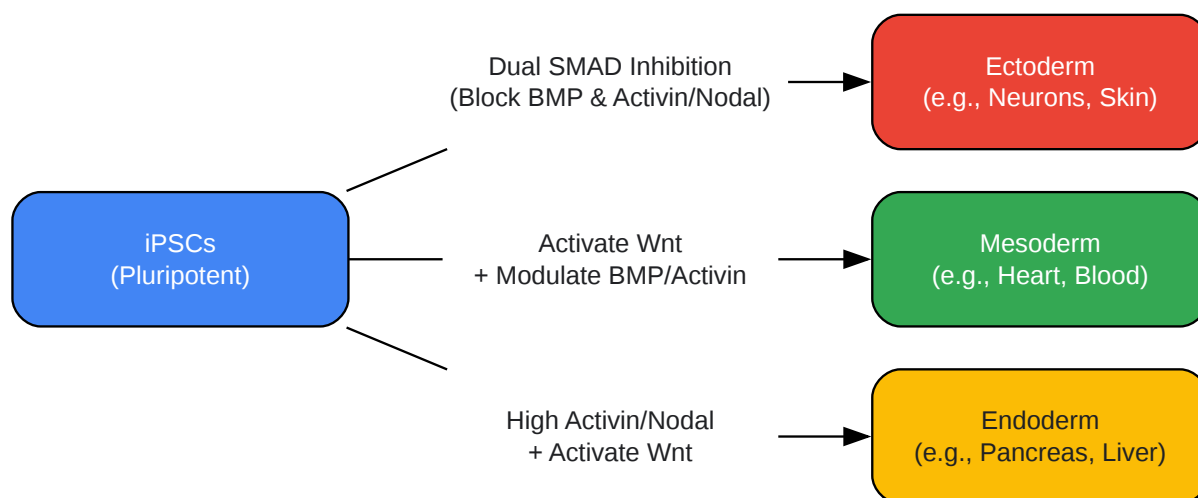 Dual SMAD Inhibition
(Block BMP & Activin/Nodal)
Ectoderm
(e.g., Neurons, Skin)
iPSCs
(Pluripotent)
Activate Wnt
+ Modulate BMP/Activin
Mesoderm
(e.g., Heart, Blood)
High Activin/Nodal
+ Activate Wnt
Endoderm
(e.g., Pancreas, Liver)